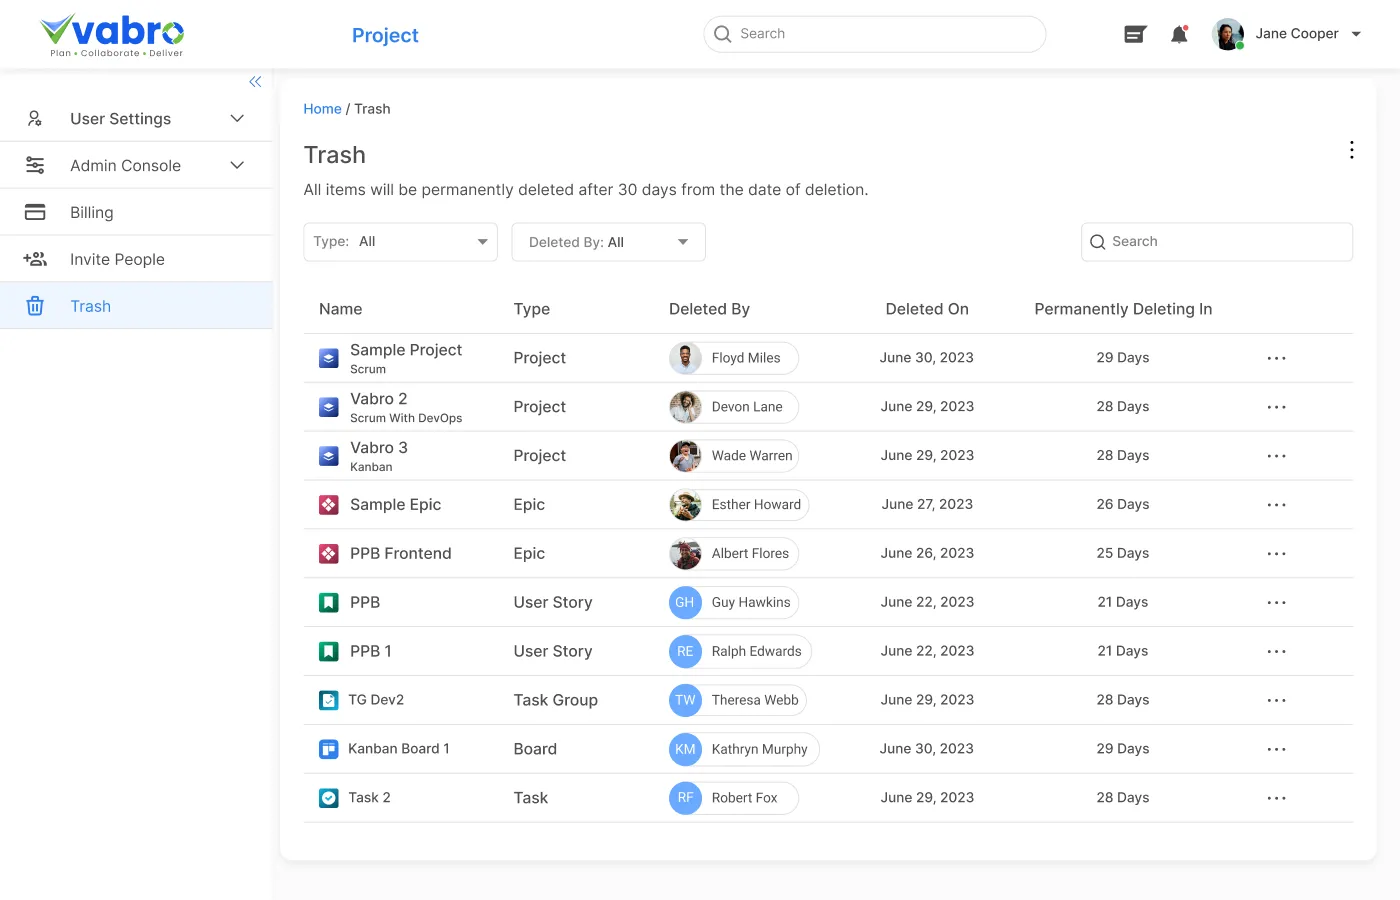 vabro
Plan • Collaborate • Deliver
Project
Search
Jane Cooper
User Settings
Admin Console
Billing
Invite People
Trash
Home / Trash
Trash
All items will be permanently deleted after 30 days from the date of deletion.
Type: All
Deleted By: All
Search
Name Type Deleted By Deleted On Permanently Deleting In
Sample Project
Scrum
Project Floyd Miles June 30, 2023 29 Days
Vabro 2
Scrum With DevOps
Project Devon Lane June 29, 2023 28 Days
Vabro 3
Kanban
Project Wade Warren June 29, 2023 28 Days
Sample Epic Epic Esther Howard June 27, 2023 26 Days
PPB Frontend Epic Albert Flores June 26, 2023 25 Days
PPB User Story GH Guy Hawkins June 22, 2023 21 Days
PPB 1 User Story RE Ralph Edwards June 22, 2023 21 Days
TG Dev2 Task Group TW Theresa Webb June 29, 2023 28 Days
Kanban Board 1 Board KM Kathryn Murphy June 30, 2023 29 Days
Task 2 Task RF Robert Fox June 29, 2023 28 Days